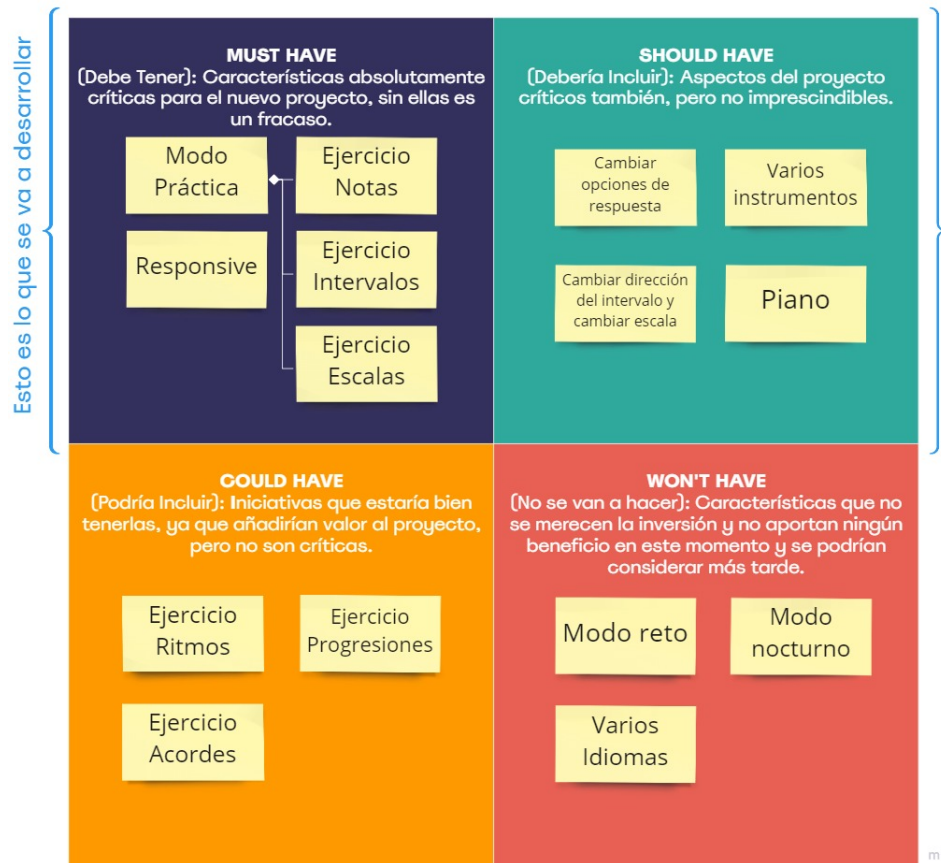 Esto es lo que se va a desarrollar
MUST HAVE
(Debe Tener): Características absolutamente
críticas para el nuevo proyecto, sin ellas es
un fracaso.
Modo
Práctica
Ejercicio
Notas
Responsive
Ejercicio
Intervalos
Ejercicio
Escalas
SHOULD HAVE
(Debería Incluir): Aspectos del proyecto
críticos también, pero no imprescindibles.
Cambiar
opciones de
respuesta
Varios
instrumentos
Cambiar dirección
del intervalo y
cambiar escala
Piano
COULD HAVE
(Podría Incluir): Iniciativas que estaría bien
tenerlas, ya que añadirían valor al proyecto,
pero no son críticas.
Ejercicio
Ritmos
Ejercicio
Progresiones
Ejercicio
Acordes
WON'T HAVE
(No se van a hacer): Características que no
se merecen la inversión y no aportan ningún
beneficio en este momento y se podrían
considerar más tarde.
Modo reto
Modo
nocturno
Varios
Idiomas
m